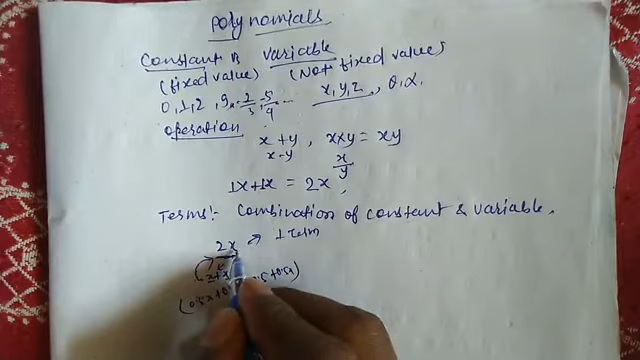 Polynomials
Constant & Variable
(fixed value) (Not fixed value)
0, 1, 2, 9, 2/3, 5/4 ... x, y, z, θ, α.
operation x + y , x×y = xy
x - y x/y
1x + 1x = 2x ,
Terms:- Combination of constant & variable.
2x → 1 term